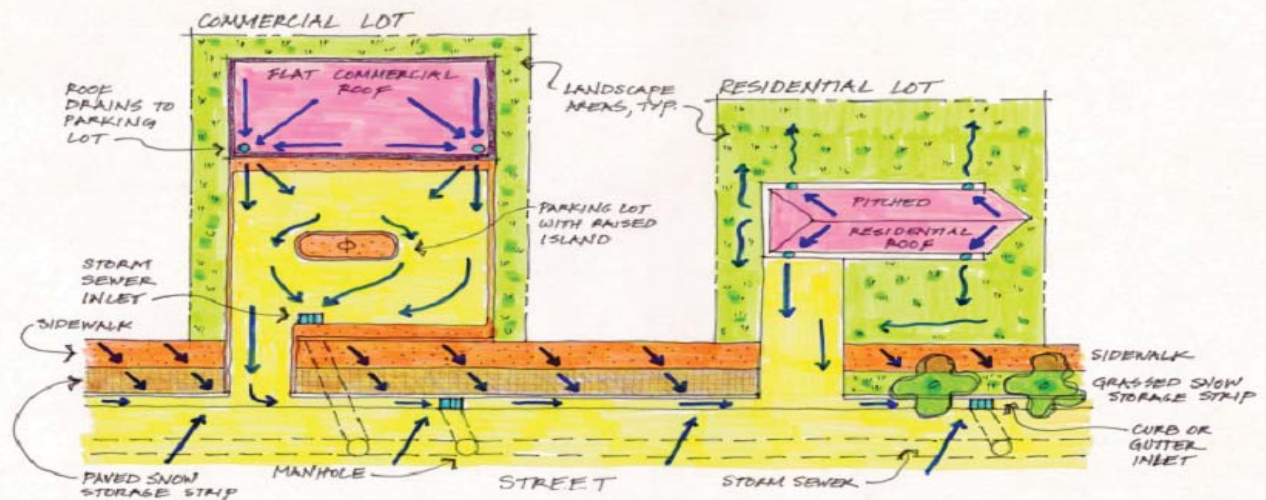 COMMERCIAL LOT
FLAT COMMERCIAL
ROOF
ROOF
DRAINS TO
PARKING
LOT
LANDSCAPE
AREAS, TYP.
RESIDENTIAL LOT
PITCHED
RESIDENTIAL
ROOF
PARKING LOT
WITH RAISED
ISLAND
STORM
SEWER
INLET
SIDEWALK
SIDEWALK
GRASSED SNOW
STORAGE STRIP
CURB OR
GUTTER
INLET
PAVED SNOW
STORAGE STRIP
MANHOLE
STREET
STORM SEWER